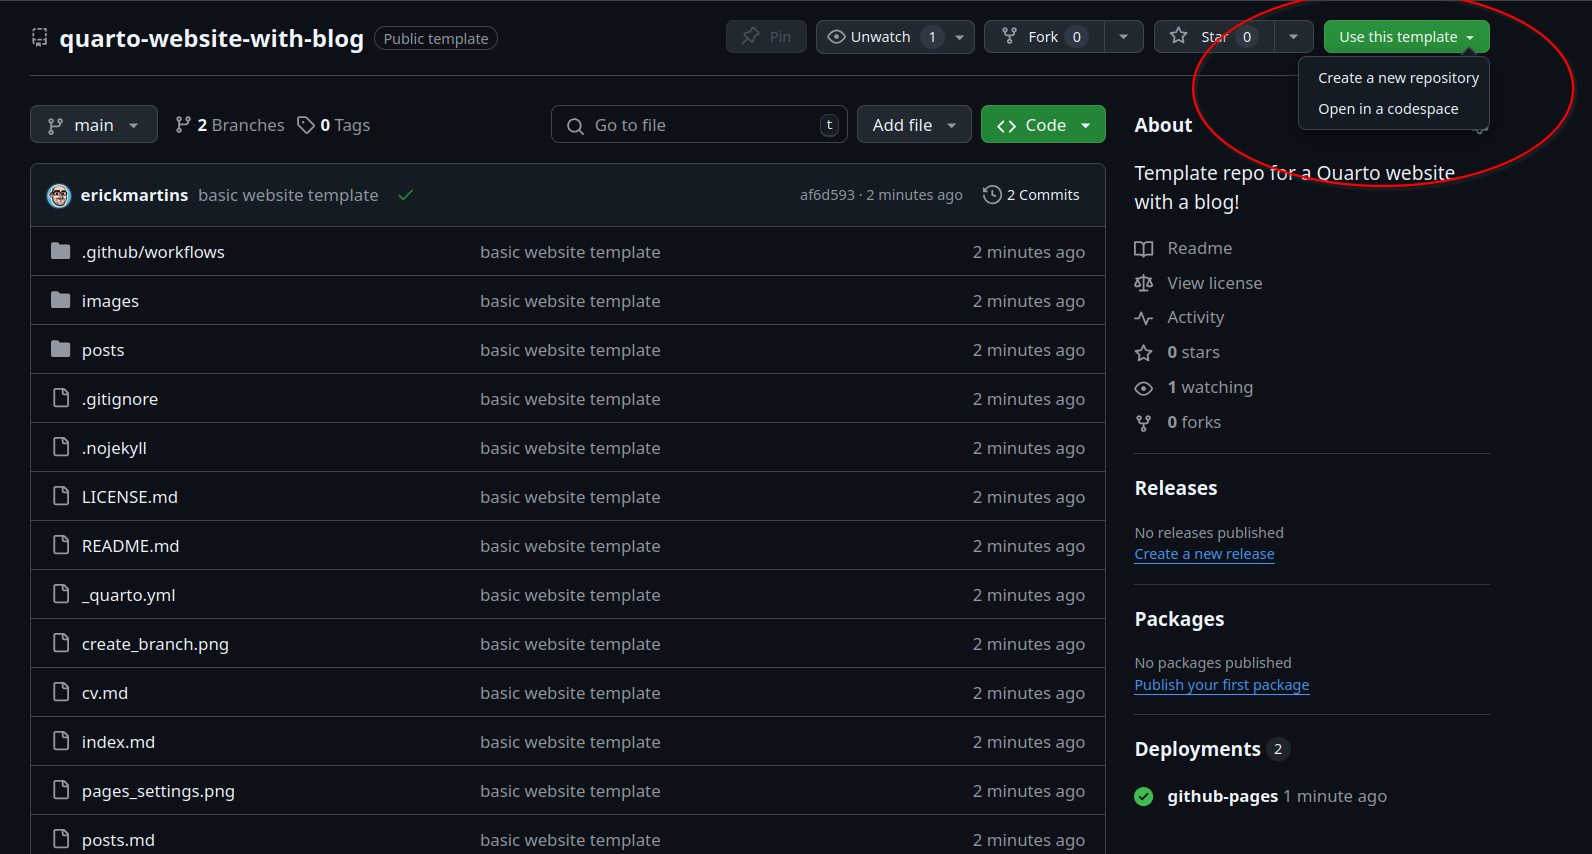 quarto-website-with-blog Public template Pin Unwatch 1 Fork 0 Star 0 Use this template
Create a new repository
Open in a codespace
main 2 Branches 0 Tags Go to file t Add file Code
erickmartins basic website template af6d593 · 2 minutes ago 2 Commits
.github/workflows basic website template 2 minutes ago
images basic website template 2 minutes ago
posts basic website template 2 minutes ago
.gitignore basic website template 2 minutes ago
.nojekyll basic website template 2 minutes ago
LICENSE.md basic website template 2 minutes ago
README.md basic website template 2 minutes ago
_quarto.yml basic website template 2 minutes ago
create_branch.png basic website template 2 minutes ago
cv.md basic website template 2 minutes ago
index.md basic website template 2 minutes ago
pages_settings.png basic website template 2 minutes ago
posts.md basic website template 2 minutes ago
About
Template repo for a Quarto website
with a blog!
Readme
View license
Activity
0 stars
1 watching
0 forks
Releases
No releases published
Create a new release
Packages
No packages published
Publish your first package
Deployments 2
github-pages 1 minute ago